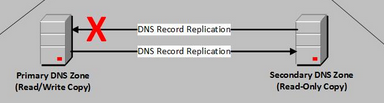 DNS Record Replication
DNS Record Replication
Primary DNS Zone
(Read/Write Copy)
Secondary DNS Zone
(Read-Only Copy)